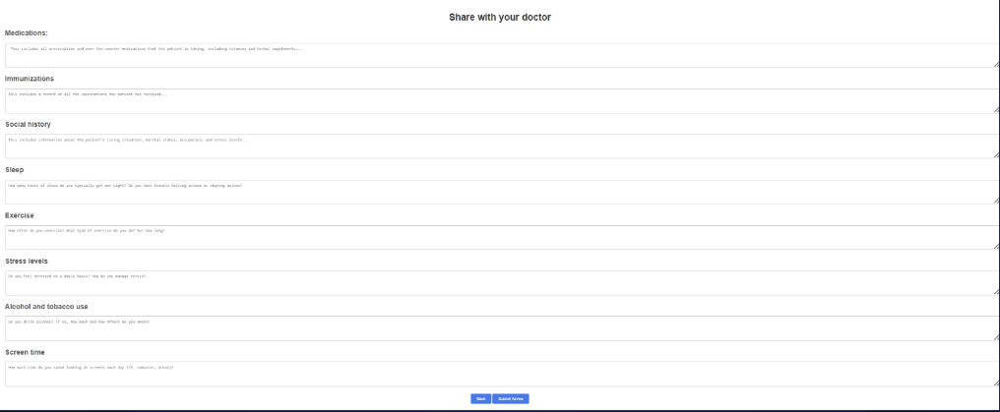 Share with your doctor
Medications:
This includes all prescription and over-the-counter medications that the patient is taking, including vitamins and herbal supplements...
Immunizations
This includes a record of all the vaccinations the patient has received...
Social history
This includes information about the patient's living situation, marital status, occupation, and stress levels...
Sleep
How many hours of sleep do you typically get per night? Do you have trouble falling asleep or staying asleep?
Exercise
How often do you exercise? What type of exercise do you do? For how long?
Stress levels
Do you feel stressed on a daily basis? How do you manage stress?
Alcohol and tobacco use
Do you drink alcohol? If so, how much and how often? Do you smoke?
Screen time
How much time do you spend looking at screens each day (TV, computer, phone)?
Submit